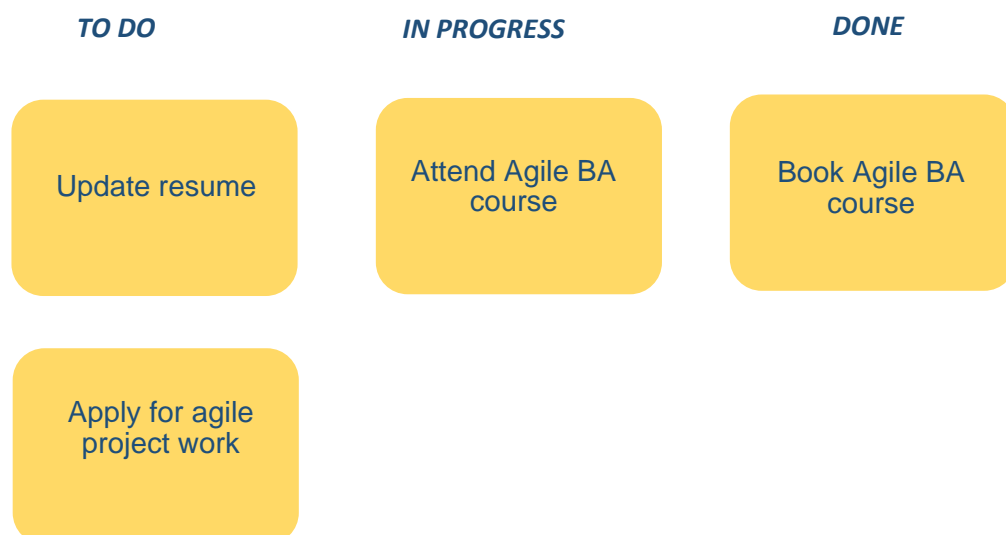 TO DO
IN PROGRESS
DONE
Update resume
Attend Agile BA
course
Book Agile BA
course
Apply for agile
project work